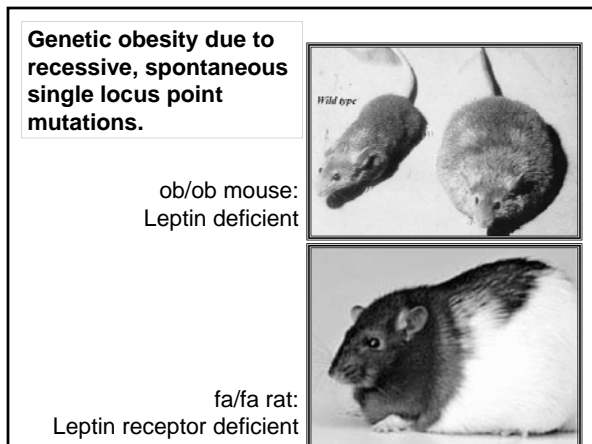 Genetic obesity due to
recessive, spontaneous
single locus point
mutations.
Wild type
ob/ob mouse:
Leptin deficient
fa/fa rat:
Leptin receptor deficient